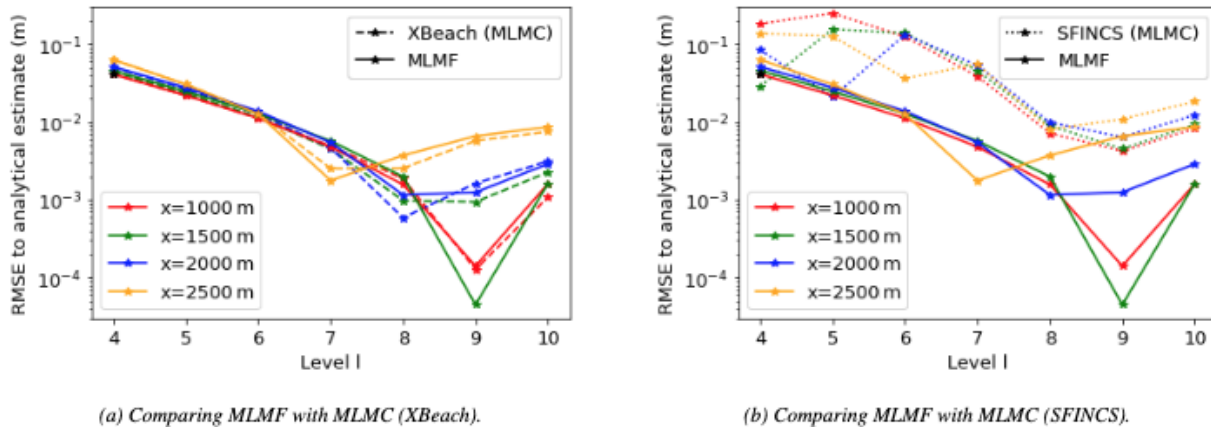 RMSE to analytical estimate (m)
10⁻¹
10⁻²
10⁻³
10⁻⁴
XBeach (MLMC)
MLMF
x=1000 m
x=1500 m
x=2000 m
x=2500 m
4 5 6 7 8 9 10
Level l
(a) Comparing MLMF with MLMC (XBeach).
RMSE to analytical estimate (m)
10⁻¹
10⁻²
10⁻³
10⁻⁴
SFINCS (MLMC)
MLMF
x=1000 m
x=1500 m
x=2000 m
x=2500 m
4 5 6 7 8 9 10
Level l
(b) Comparing MLMF with MLMC (SFINCS).